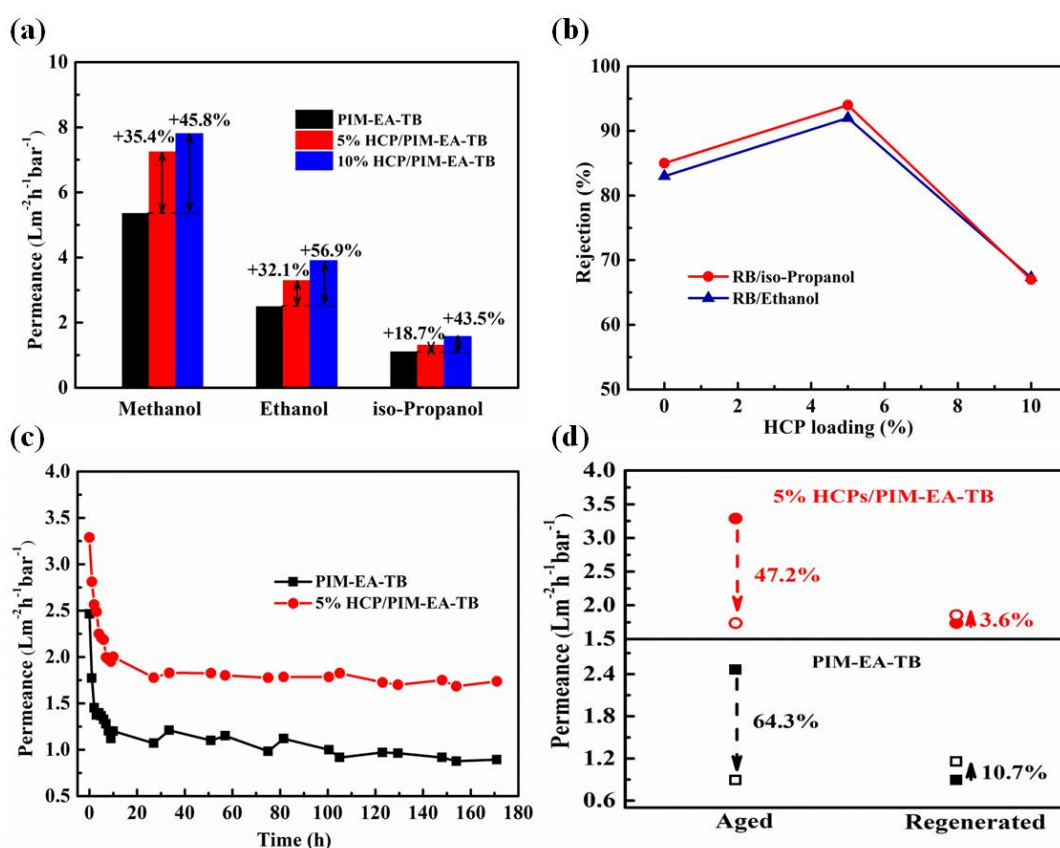 (a)
Permeance (Lm-2h-1bar-1)
10
8
6
4
2
0
+35.4%
+45.8%
+32.1%
+56.9%
+18.7%
+43.5%
PIM-EA-TB
5% HCP/PIM-EA-TB
10% HCP/PIM-EA-TB
Methanol Ethanol iso-Propanol
(b)
Rejection (%)
100
90
80
70
60
50
RB/iso-Propanol
RB/Ethanol
0 2 4 6 8 10
HCP loading (%)
(c)
Permeance (Lm-2h-1bar-1)
4.0
3.5
3.0
2.5
2.0
1.5
1.0
0.5
PIM-EA-TB
5% HCP/PIM-EA-TB
0 20 40 60 80 100 120 140 160 180
Time (h)
(d)
Permeance (Lm-2h-1bar-1)
4.0
3.5
3.0
2.5
2.0
1.5
2.4
1.8
1.2
0.6
5% HCPs/PIM-EA-TB
47.2%
3.6%
PIM-EA-TB
64.3%
10.7%
Aged Regenerated